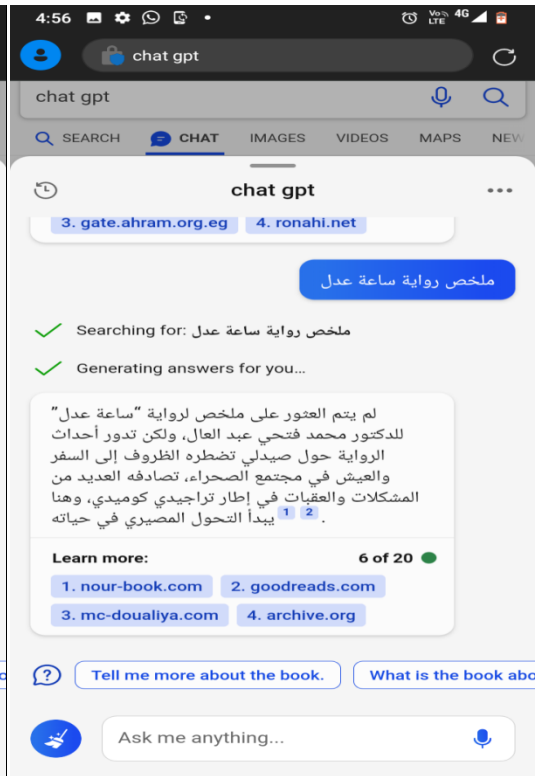 4:56
Vo LTE 4G
chat gpt
chat gpt
SEARCH CHAT IMAGES VIDEOS MAPS NEW
chat gpt
3. gate.ahram.org.eg 4. ronahi.net
ملخص رواية ساعة عدل
Searching for: ملخص رواية ساعة عدل
Generating answers for you...
لم يتم العثور على ملخص لرواية “ساعة عدل”
للدكتور محمد فتحي عبد العال، ولكن تدور أحداث
الرواية حول صيدلي تضطره الظروف إلى السفر
والعيش في مجتمع الصحراء، تصادفه العديد من
المشكلات والعقبات في إطار تراجيدي كوميدي، وهنا
يبدأ التحول المصيري في حياته 1 2 .
Learn more: 6 of 20
1. nour-book.com 2. goodreads.com
3. mc-doualiya.com 4. archive.org
Tell me more about the book. What is the book abo
Ask me anything...